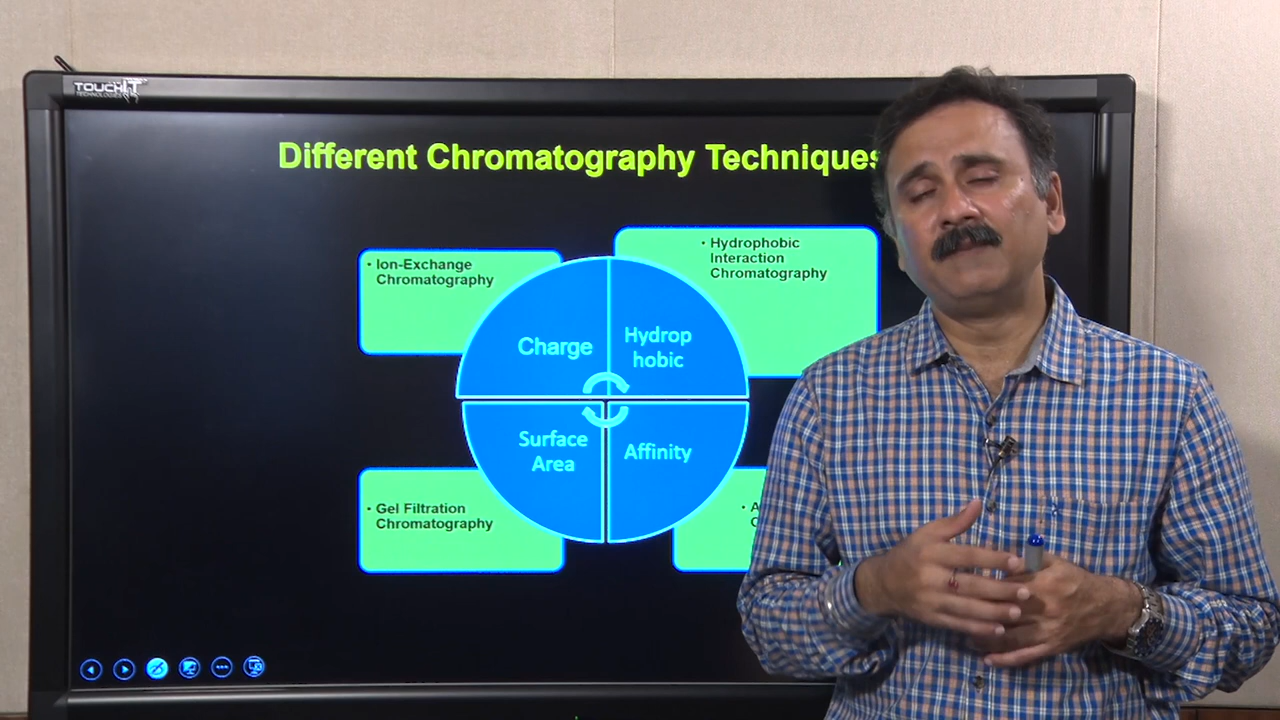 TOUCHIT
TECHNOLOGIES
Different Chromatography Techniques
• Hydrophobic
Interaction
Chromatography
• Ion-Exchange
Chromatography
Charge
Hydrop
hobic
Surface
Area
Affinity
• Gel Filtration
Chromatography
• A
C